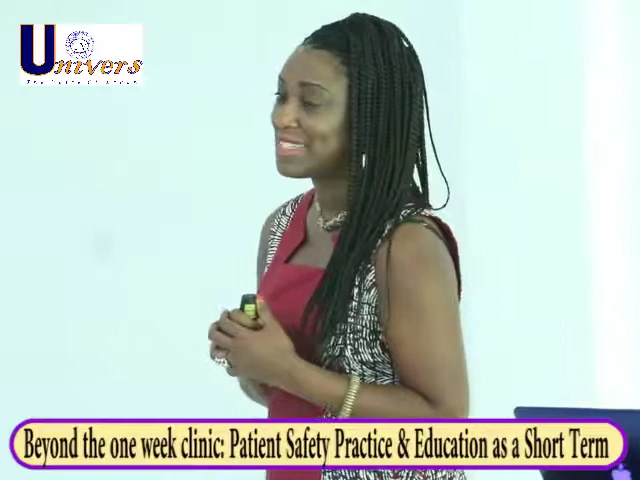 Univers
Beyond the one week clinic: Patient Safety Practice & Education as a Short Term